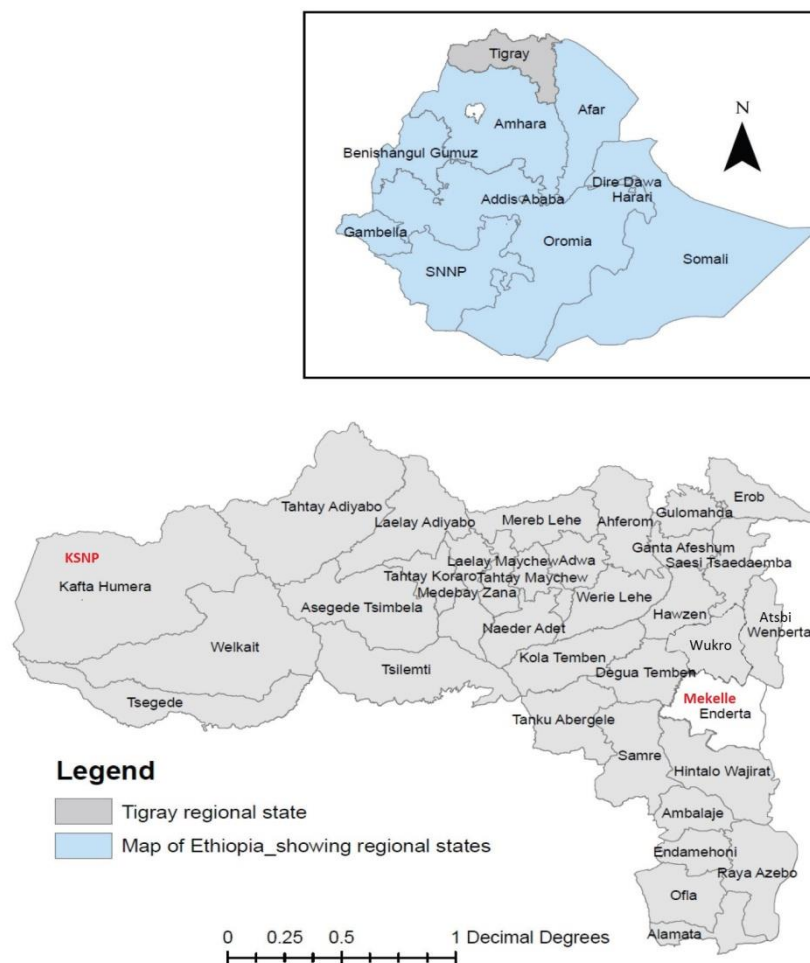 Tigray
N
Afar
Amhara
Benishangul Gumuz
Dire Dawa
Addis Ababa
Harari
Gambella
Oromia
Somali
SNNP
Erob
Tahtay Adiyabo
Gulomahda
Laelay Adiyabo
Mereb Lehe
Ahferom
Ganta Afeshum
KSNP
Laelay Maychew
Adwa
Saesi Tsaedaemba
Tahtay Koraro
Tahtay Maychew
Kafta Humera
Medebay Zana
Asegede Tsimbela
Werie Lehe
Hawzen
Atsbi
Wenberta
Naeder Adet
Welkait
Wukro
Kola Temben
Tsilemti
Degua Temben
Tsegede
Mekelle
Enderta
Tanku Abergele
Samre
Hintalo Wajirat
Ambalaje
Endamehoni
Raya Azebo
Ofla
Alamata
Legend
Tigray regional state
Map of Ethiopia_showing regional states
0 0.25 0.5 1 Decimal Degrees